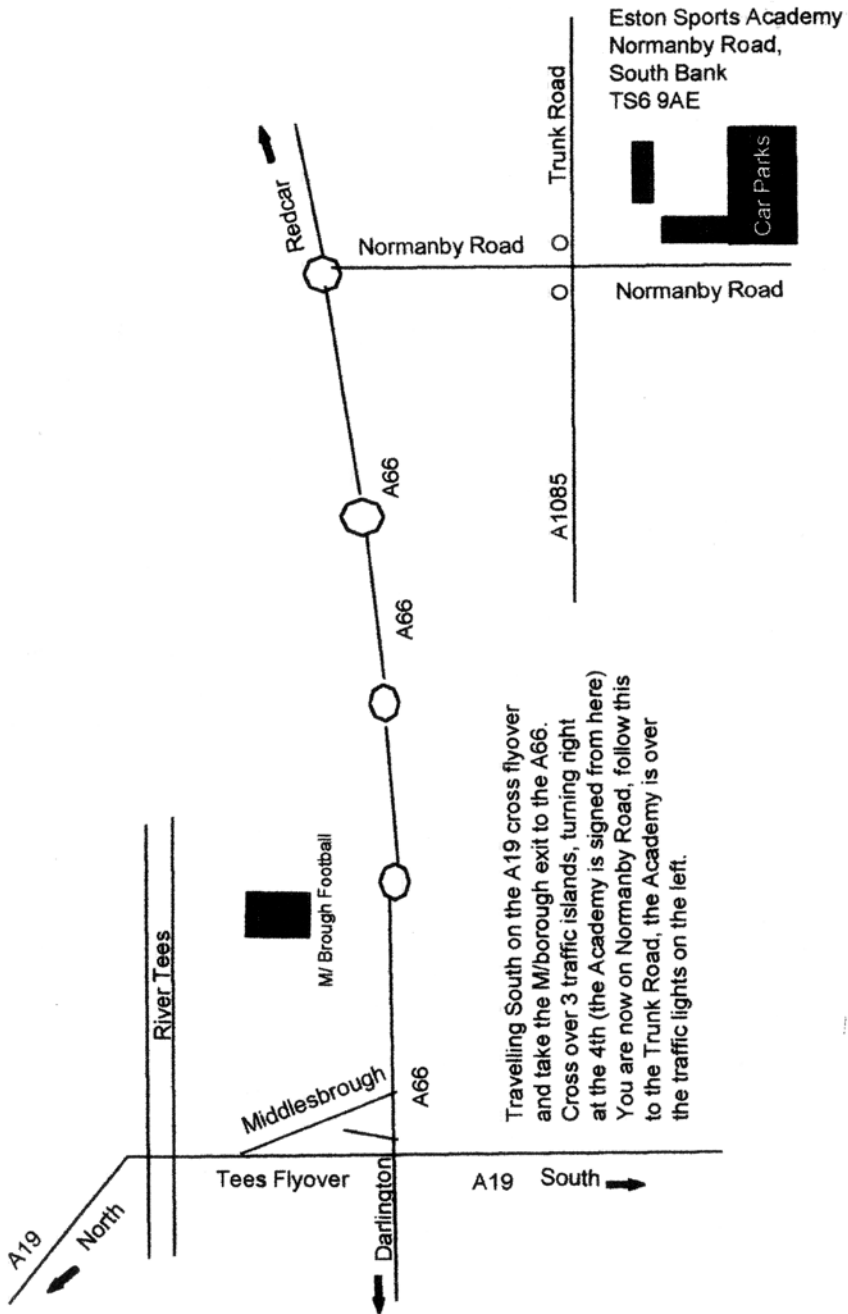 Eston Sports Academy
Normanby Road,
South Bank
TS6 9AE
Trunk Road
Car Parks
Redcar
Normanby Road
Normanby Road
A66
A1085
A66
River Tees
M/ Brough Football
Middlesbrough
A66
Tees Flyover
A19 South
Darlington
A19
North
Travelling South on the A19 cross flyover
and take the M/borough exit to the A66.
Cross over 3 traffic islands, turning right
at the 4th (the Academy is signed from here)
You are now on Normanby Road, follow this
to the Trunk Road, the Academy is over
the traffic lights on the left.